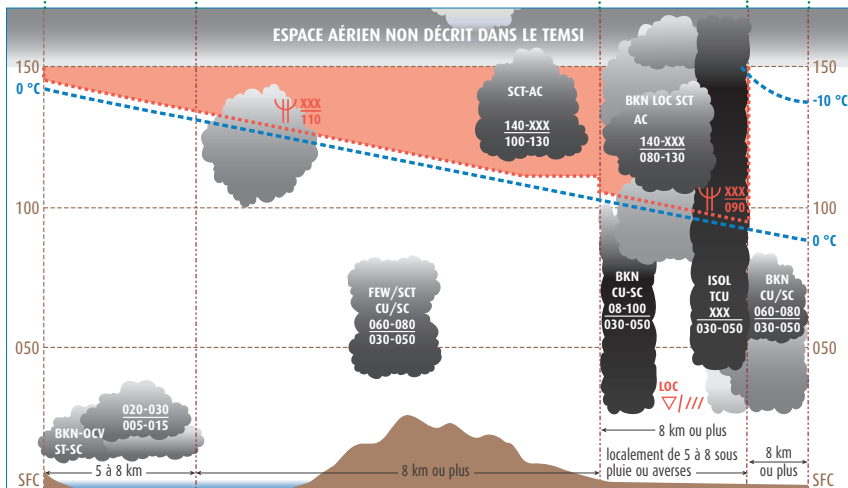 ESPACE AÉRIEN NON DÉCRIT DANS LE TEMSI
150
150
0 °C
-10 °C
XXX
110
SCT-AC
140-XXX
100-130
BKN LOC SCT
AC
140-XXX
080-130
XXX
090
100
100
0 °C
FEW/SCT
CU/SC
060-080
030-050
BKN
CU-SC
08-100
030-050
ISOL
TCU
XXX
030-050
BKN
CU/SC
060-080
030-050
050
050
LOC
020-030
005-015
BKN-OCV
ST-SC
8 km ou plus
5 à 8 km
8 km ou plus
localement de 5 à 8 sous
pluie ou averses
8 km
ou plus
SFC
SFC